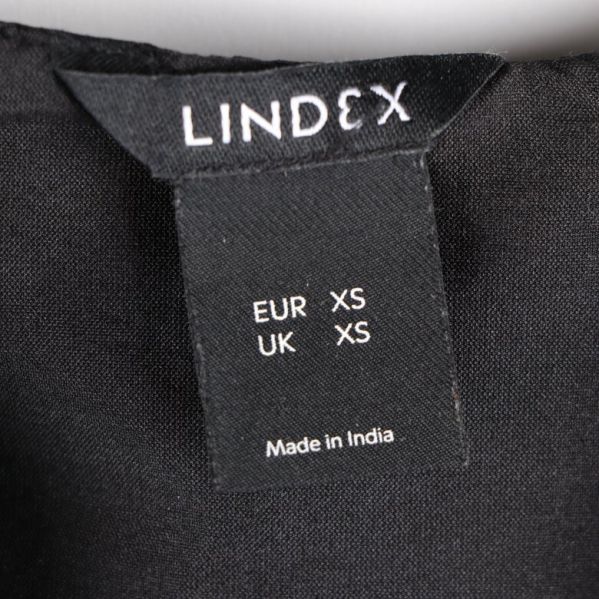 LINDEX
EUR XS
UK XS
Made in India